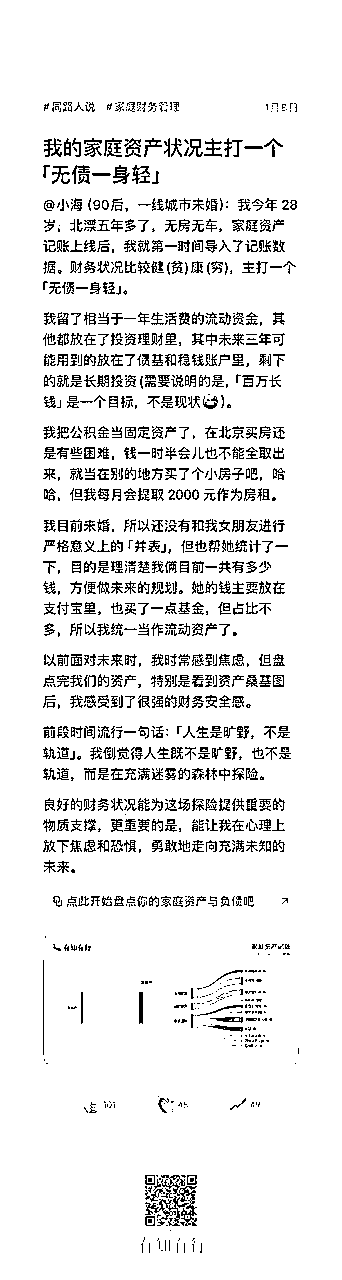 #同路人说 #家庭财务管理
1月8日
我的家庭资产状况主打一个
「无债一身轻」
@小海 (90后，一线城市未婚)：我今年 28
岁，北漂五年多了，无房无车，家庭资产
记账上线后，我就第一时间导入了记账数
据。财务状况比较健(贫)康(穷)，主打一个
「无债一身轻」。
我留了相当于一年生活费的流动资金，其
他都放在了投资理财里，其中未来三年可
能用到的放在了债基和稳钱账户里，剩下
的就是长期投资(需要说明的是，「百万长
钱」是一个目标，不是现状😂)。
我把公积金当固定资产了，在北京买房还
是有些困难，钱一时半会儿也不能全取出
来，就当在别的地方买了个小房子吧，哈
哈，但我每月会提取 2000 元作为房租。
我目前未婚，所以还没有和我女朋友进行
严格意义上的「并表」，但也帮她统计了一
下，目的是理清楚我俩目前一共有多少
钱，方便做未来的规划。她的钱主要放在
支付宝里，也买了一点基金，但占比不
多，所以我统一当作流动资产了。
以前面对未来时，我时常感到焦虑，但盘
点完我们的资产，特别是看到资产桑基图
后，我感受到了很强的财务安全感。
前段时间流行一句话：「人生是旷野，不是
轨道」。我倒觉得人生既不是旷野，也不是
轨道，而是在充满迷雾的森林中探险。
良好的财务状况能为这场探险提供重要的
物质支撑，更重要的是，能让我在心理上
放下焦虑和恐惧，勇敢地走向充满未知的
未来。
点此开始盘点你的家庭资产与负债吧
有知有行
101
49
有知有行